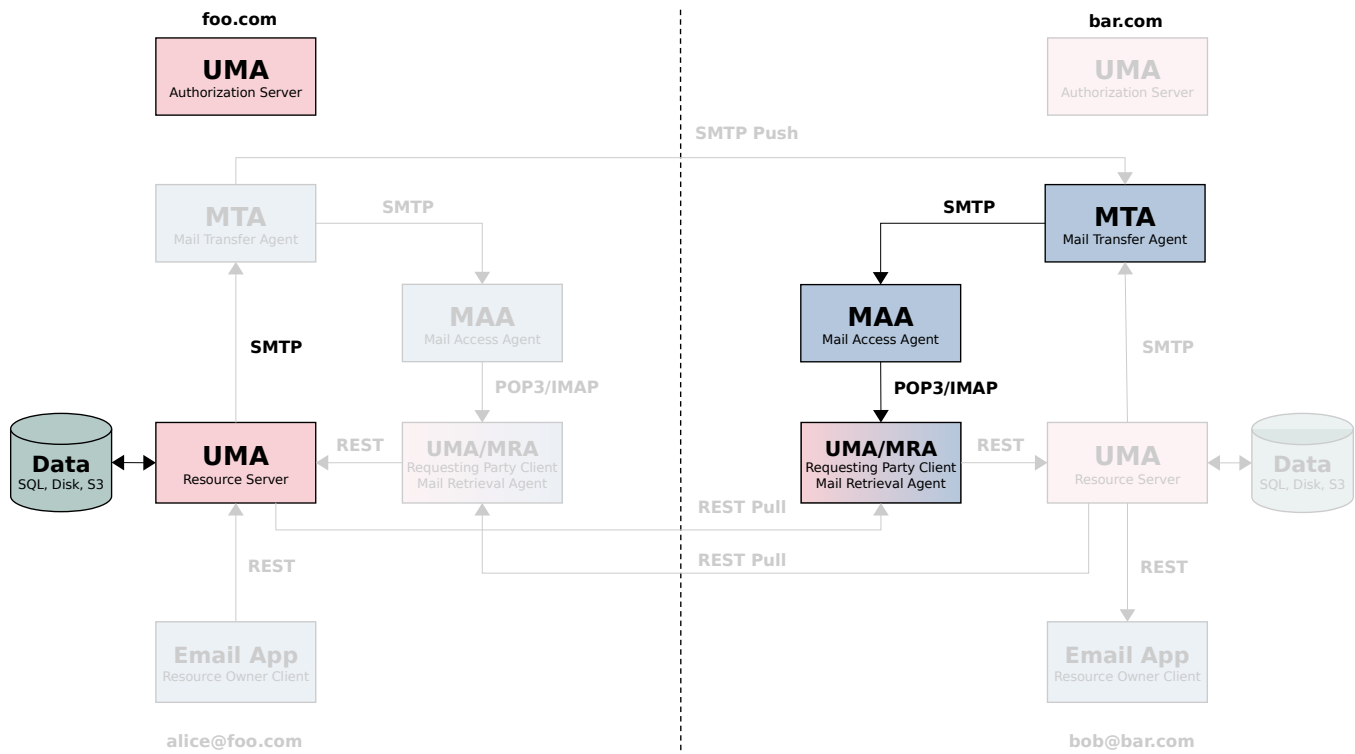 foo.com
bar.com
UMA
Authorization Server
UMA
Authorization Server
SMTP Push
MTA
Mail Transfer Agent
SMTP
SMTP
MTA
Mail Transfer Agent
MAA
Mail Access Agent
MAA
Mail Access Agent
SMTP
SMTP
POP3/IMAP
POP3/IMAP
Data
SQL, Disk, S3
UMA
Resource Server
REST
UMA/MRA
Requesting Party Client
Mail Retrieval Agent
UMA/MRA
Requesting Party Client
Mail Retrieval Agent
REST
UMA
Resource Server
Data
SQL, Disk, S3
REST Pull
REST Pull
REST
REST
Email App
Resource Owner Client
Email App
Resource Owner Client
alice@foo.com
bob@bar.com